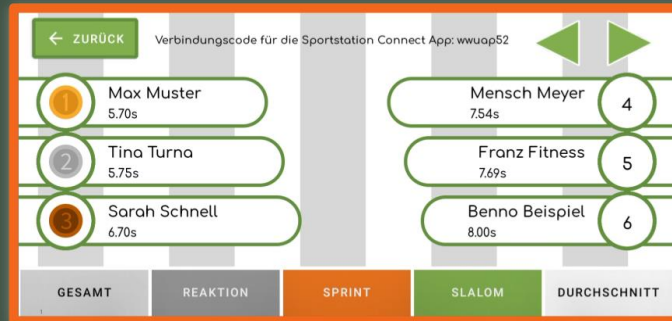 ← ZURÜCK
Verbindungscode für die Sportstation Connect App: wwuap52
1
Max Muster
5.70s
2
Tina Turna
5.75s
3
Sarah Schnell
6.70s
Mensch Meyer
7.54s
4
Franz Fitness
7.69s
5
Benno Beispiel
8.00s
6
GESAMT
REAKTION
SPRINT
SLALOM
DURCHSCHNITT